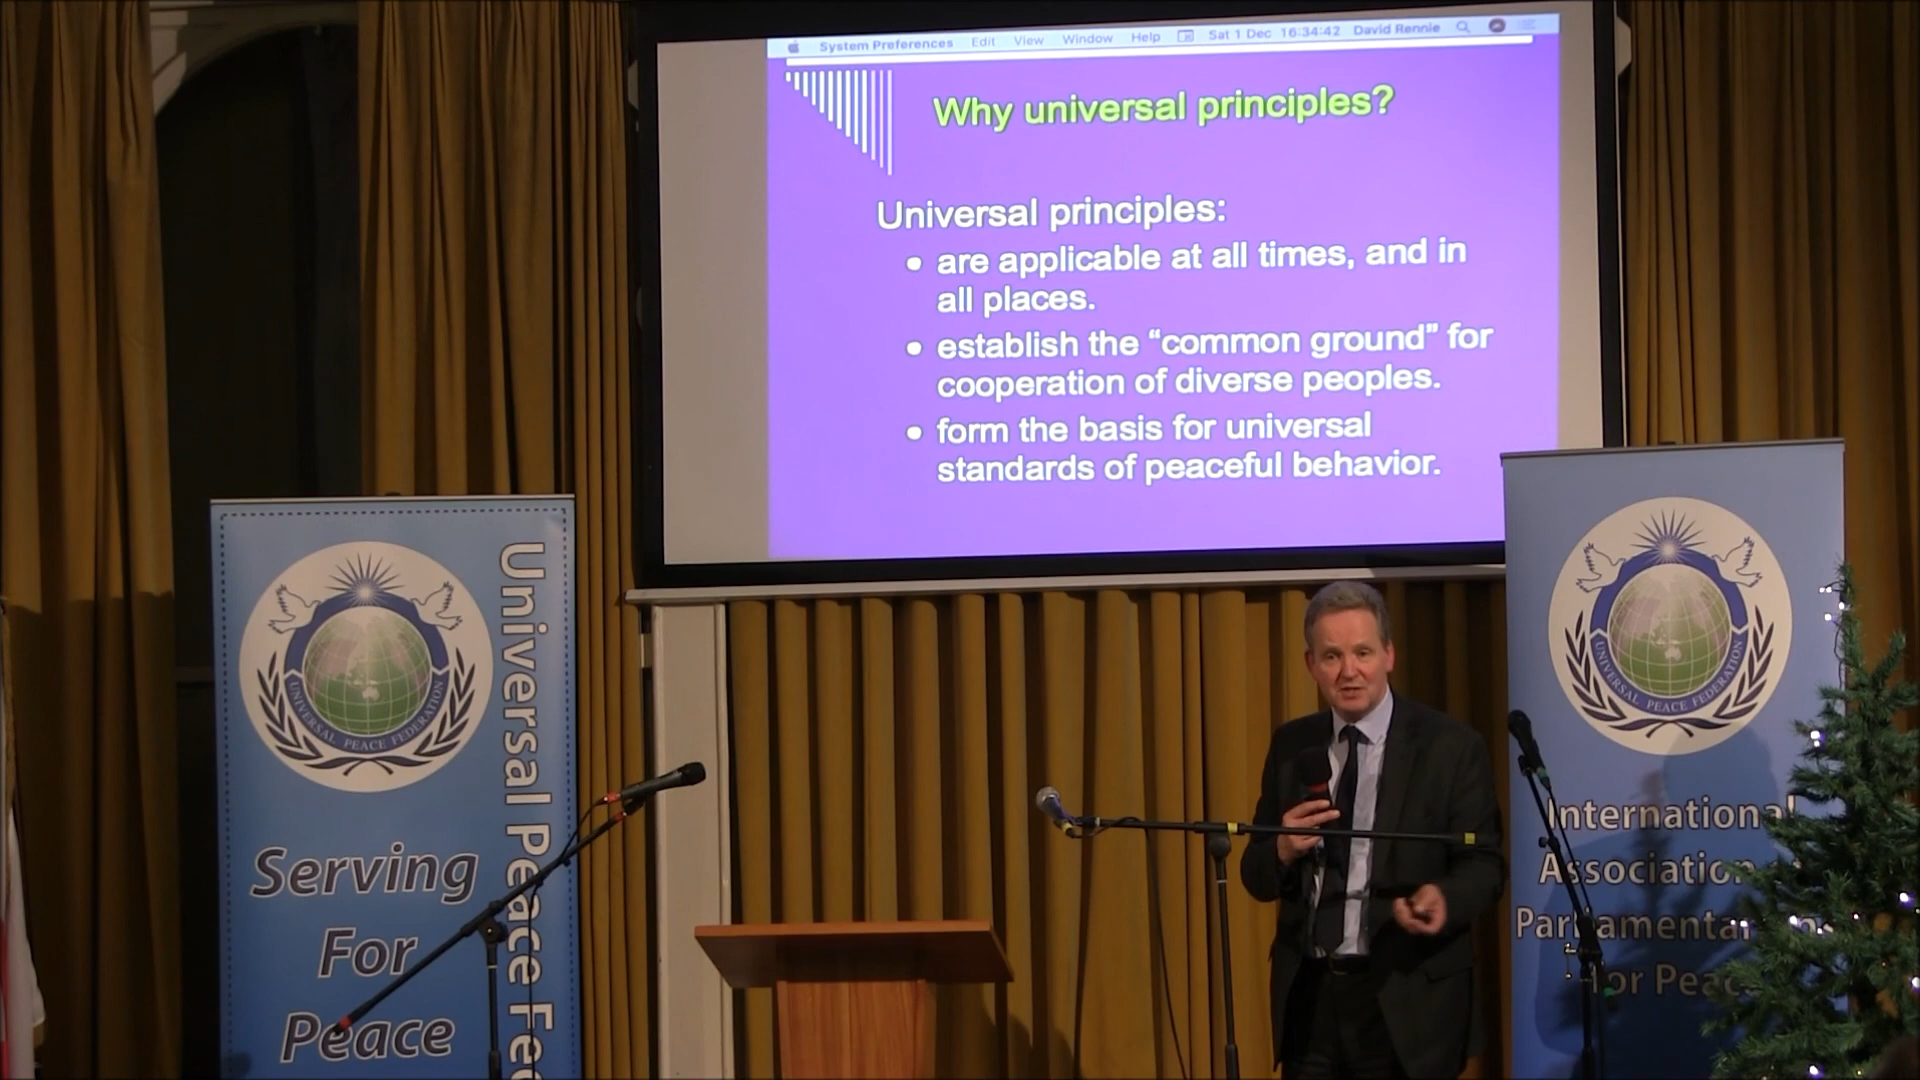 System Preferences Edit View Window Help Sat 1 Dec 16:34:42 David Rennie
Why universal principles?
Universal principles:
• are applicable at all times, and in
all places.
• establish the “common ground” for
cooperation of diverse peoples.
• form the basis for universal
standards of peaceful behavior.
UNIVERSAL PEACE FEDERATION
Serving
For
Peace
Universal Peace Fe
UNIVERSAL PEACE FEDERATION
International
Association
For Peace